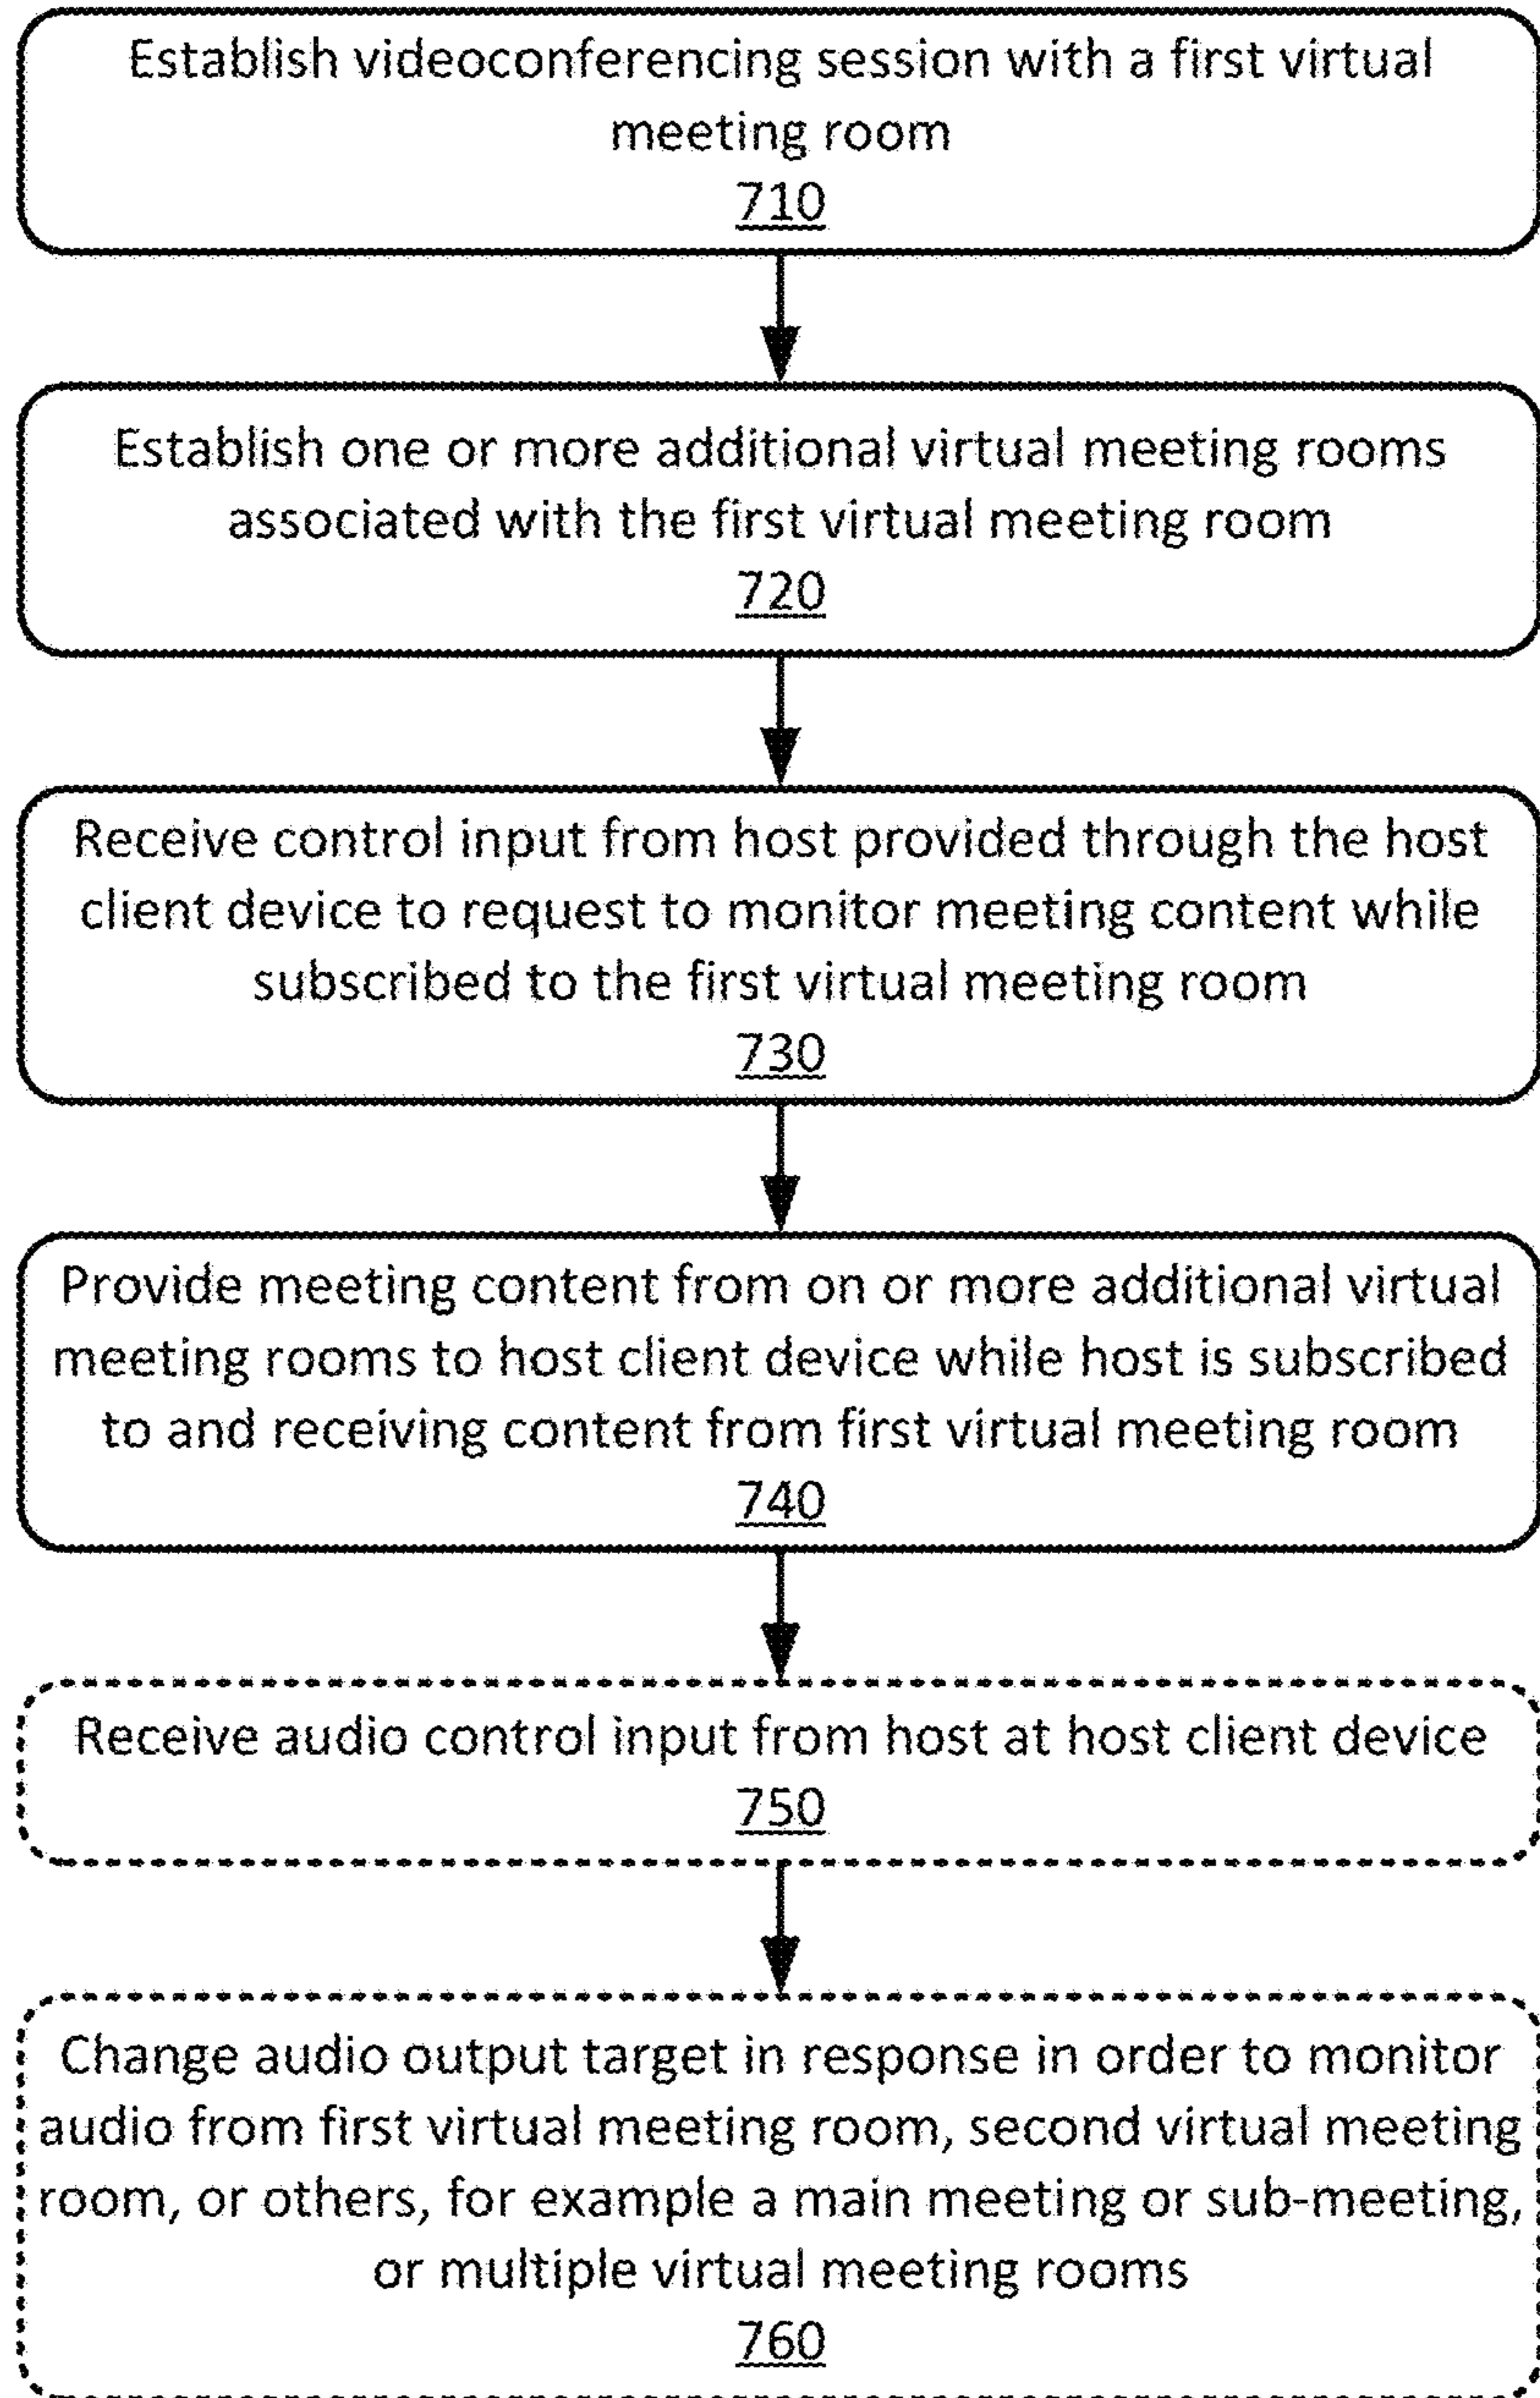 Establish videoconferencing session with a first virtual
meeting room
710
Establish one or more additional virtual meeting rooms
associated with the first virtual meeting room
720
Receive control input from host provided through the host
client device to request to monitor meeting content while
subscribed to the first virtual meeting room
730
Provide meeting content from on or more additional virtual
meeting rooms to host client device while host is subscribed
to and receiving content from first virtual meeting room
740
Receive audio control input from host at host client device
750
Change audio output target in response in order to monitor
audio from first virtual meeting room, second virtual meeting
room, or others, for example a main meeting or sub-meeting,
or multiple virtual meeting rooms
760